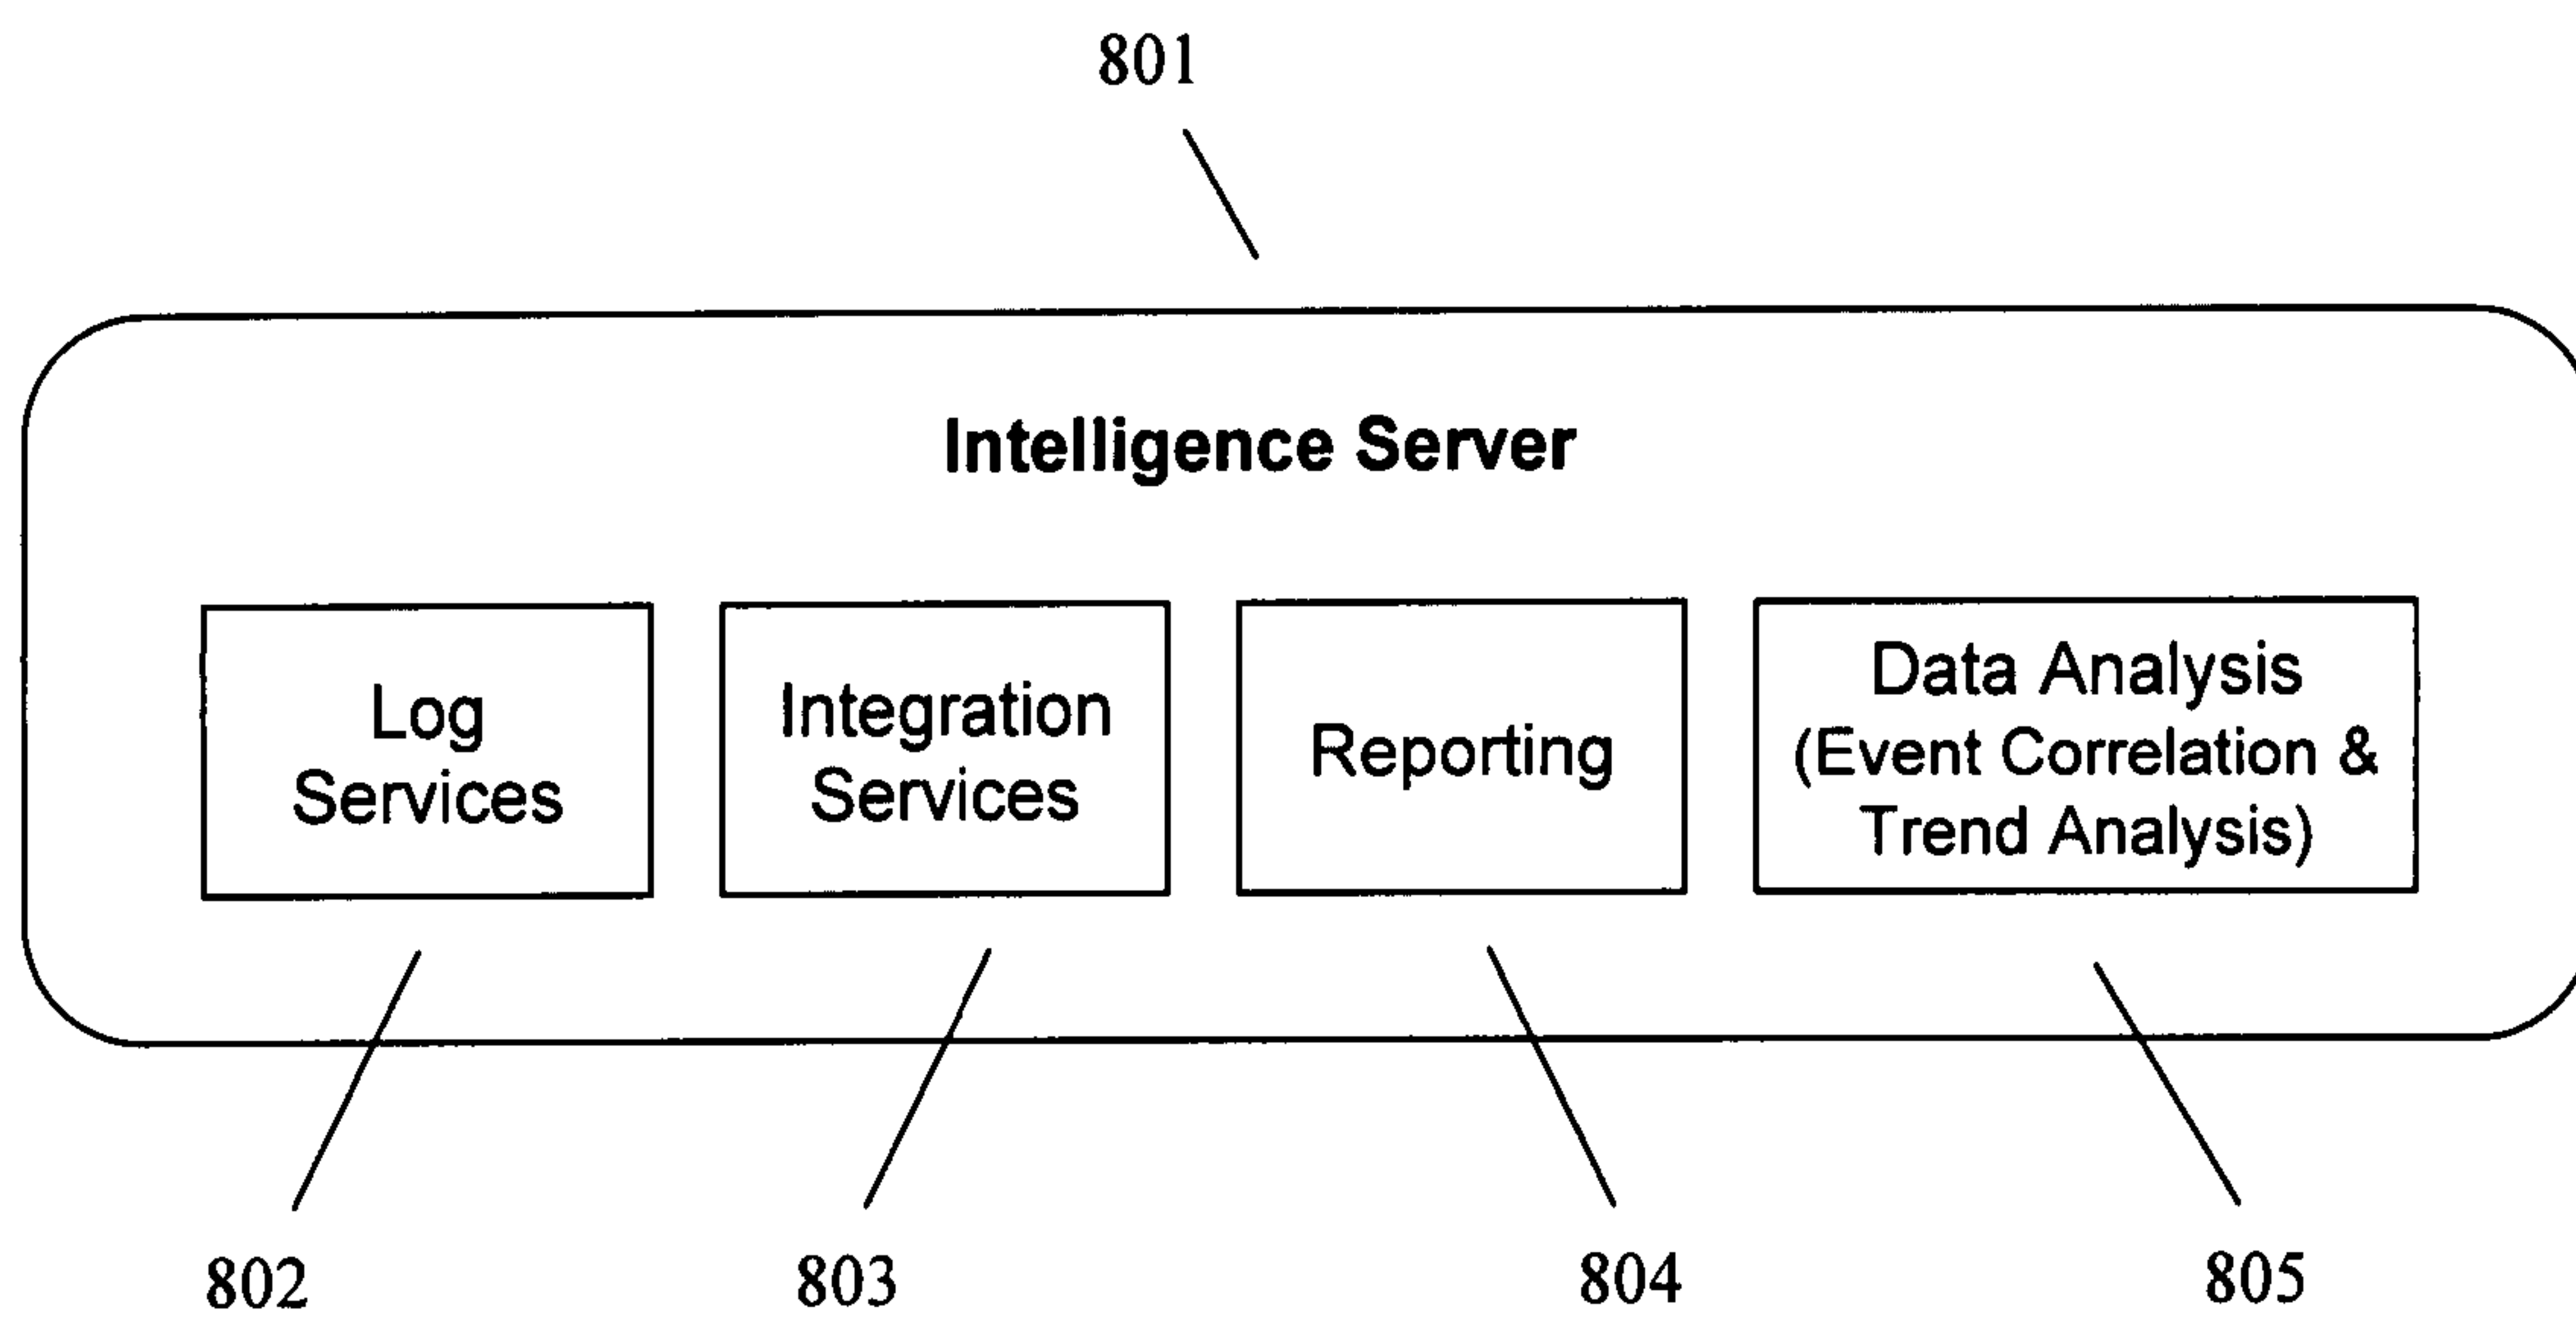 801
Intelligence Server
Log
Services
Integration
Services
Reporting
Data Analysis
(Event Correlation &
Trend Analysis)
802
803
804
805